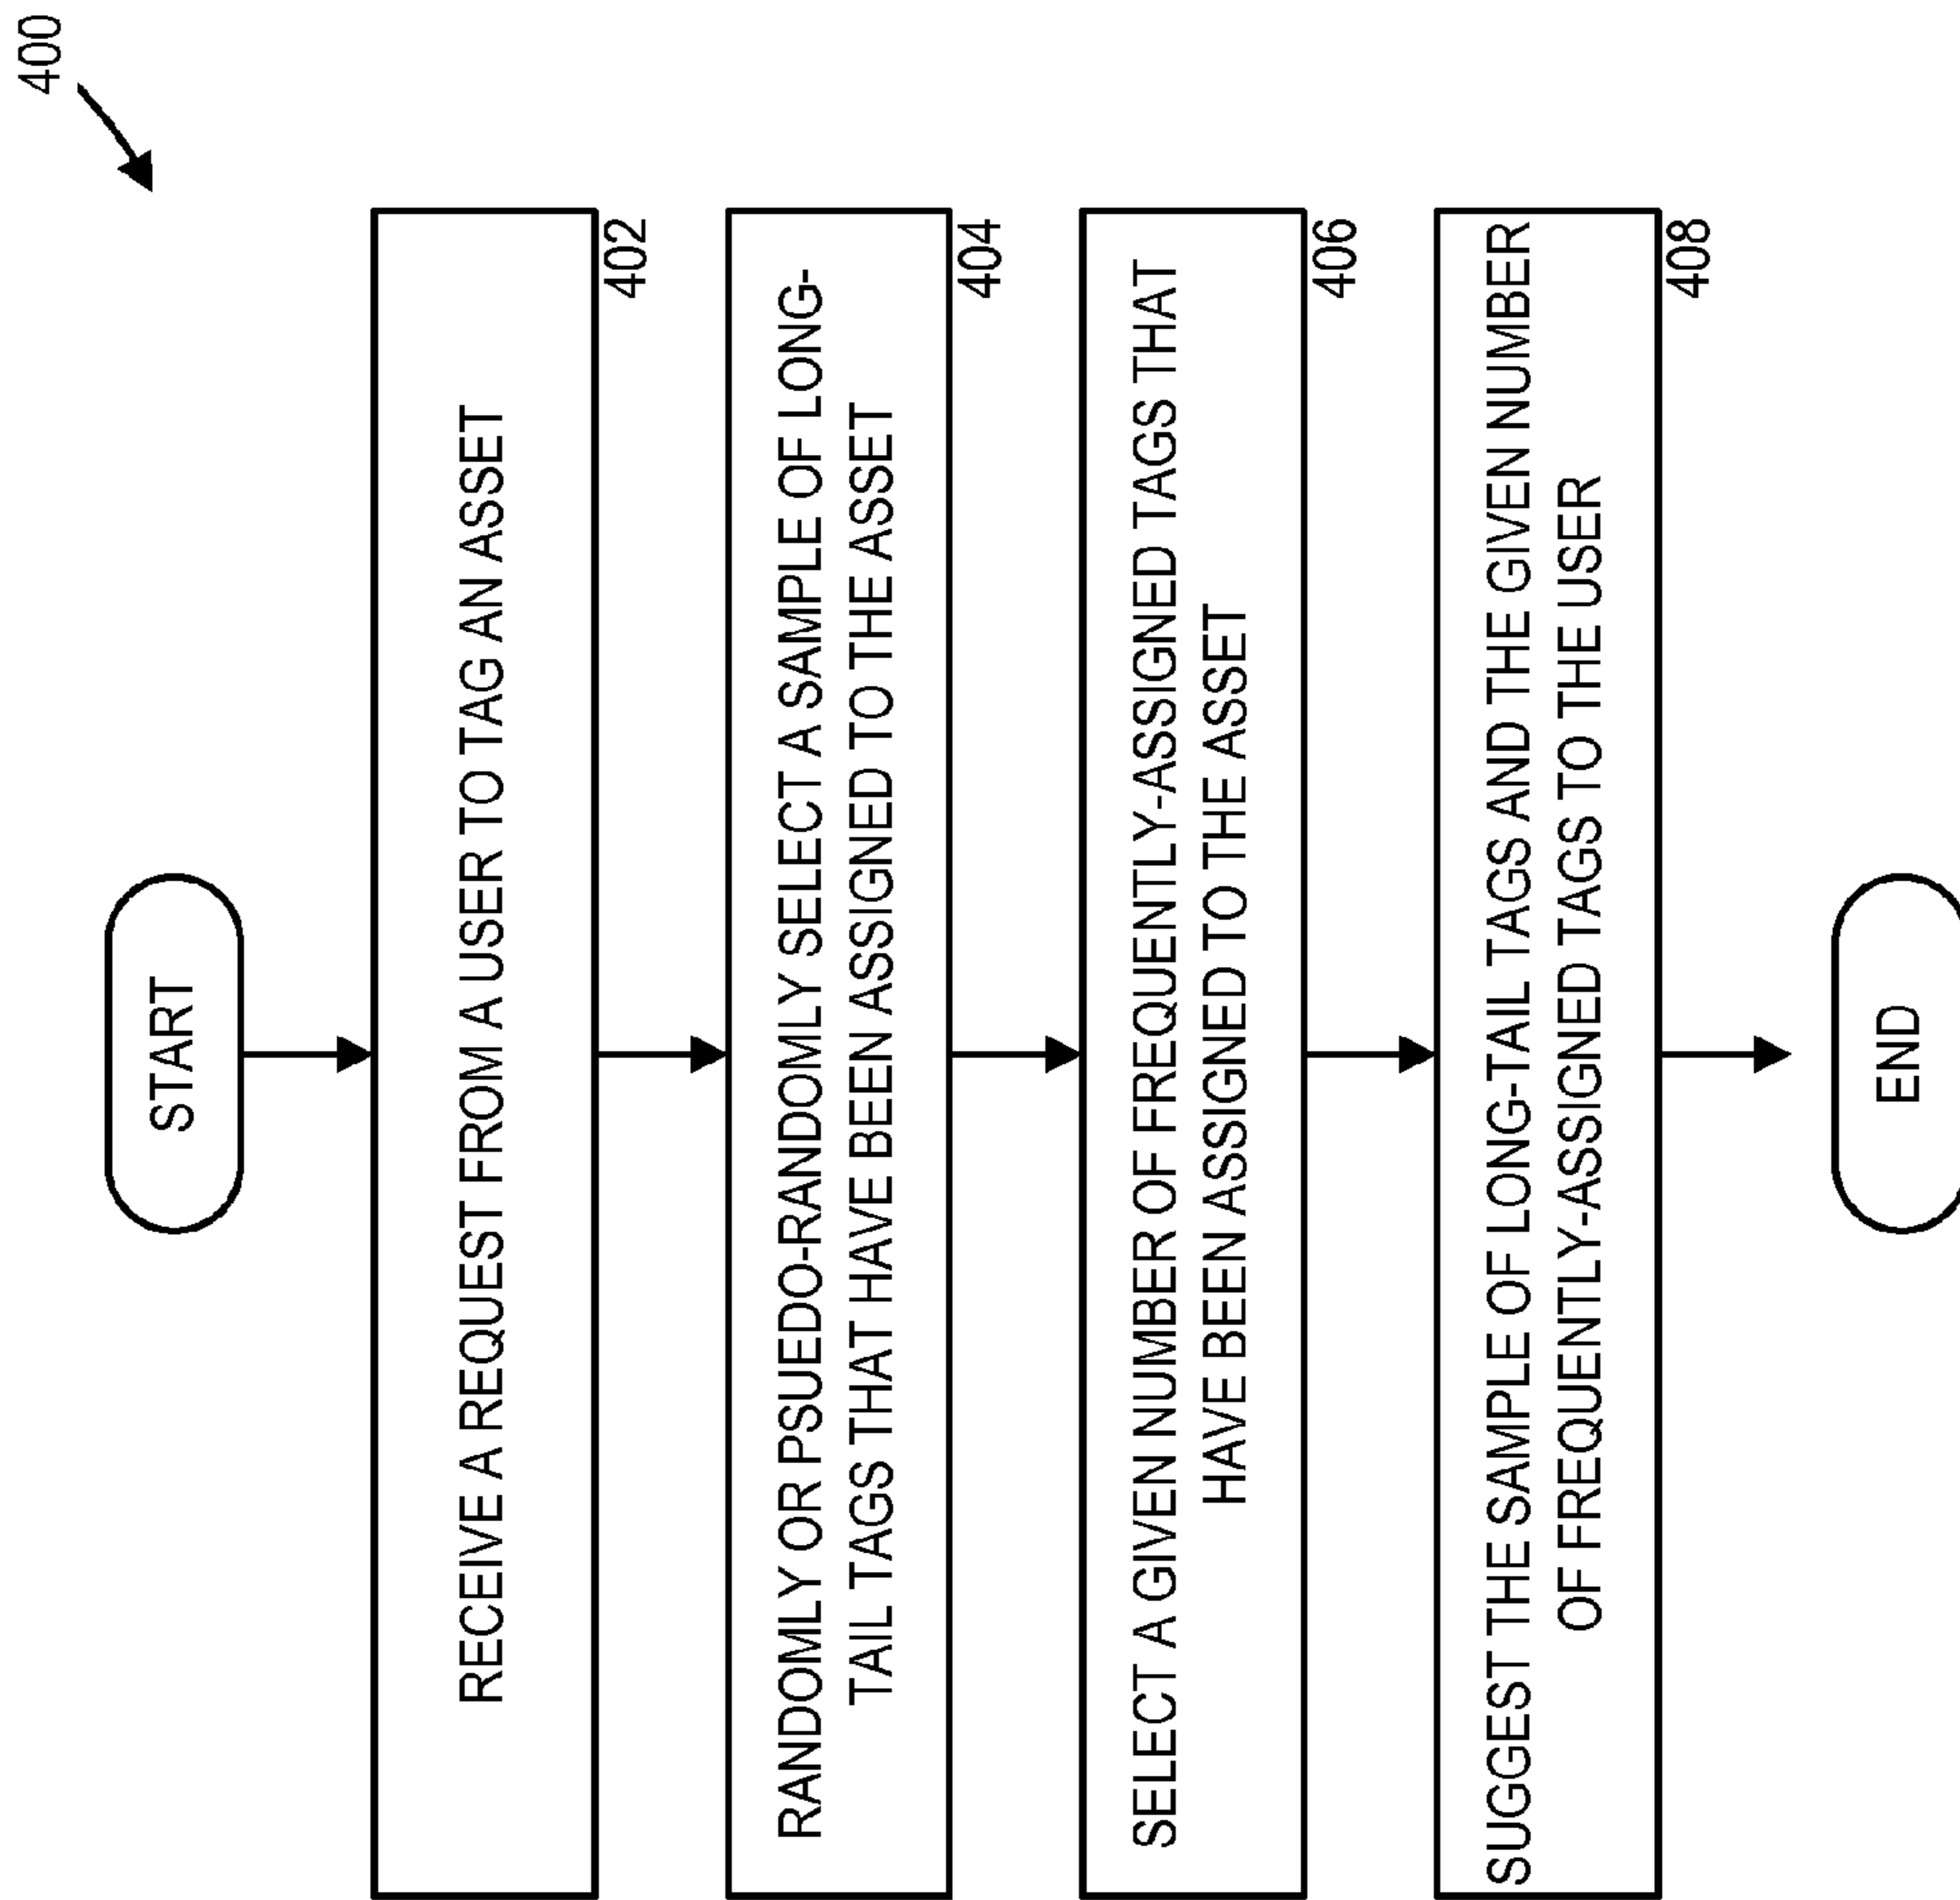 400
START
RECEIVE A REQUEST FROM A USER TO TAG AN ASSET
402
RANDOMLY OR PSUEDO-RANDOMLY SELECT A SAMPLE OF LONG-
TAIL TAGS THAT HAVE BEEN ASSIGNED TO THE ASSET
404
SELECT A GIVEN NUMBER OF FREQUENTLY-ASSIGNED TAGS THAT
HAVE BEEN ASSIGNED TO THE ASSET
406
SUGGEST THE SAMPLE OF LONG-TAIL TAGS AND THE GIVEN NUMBER
OF FREQUENTLY-ASSIGNED TAGS TO THE USER
408
END